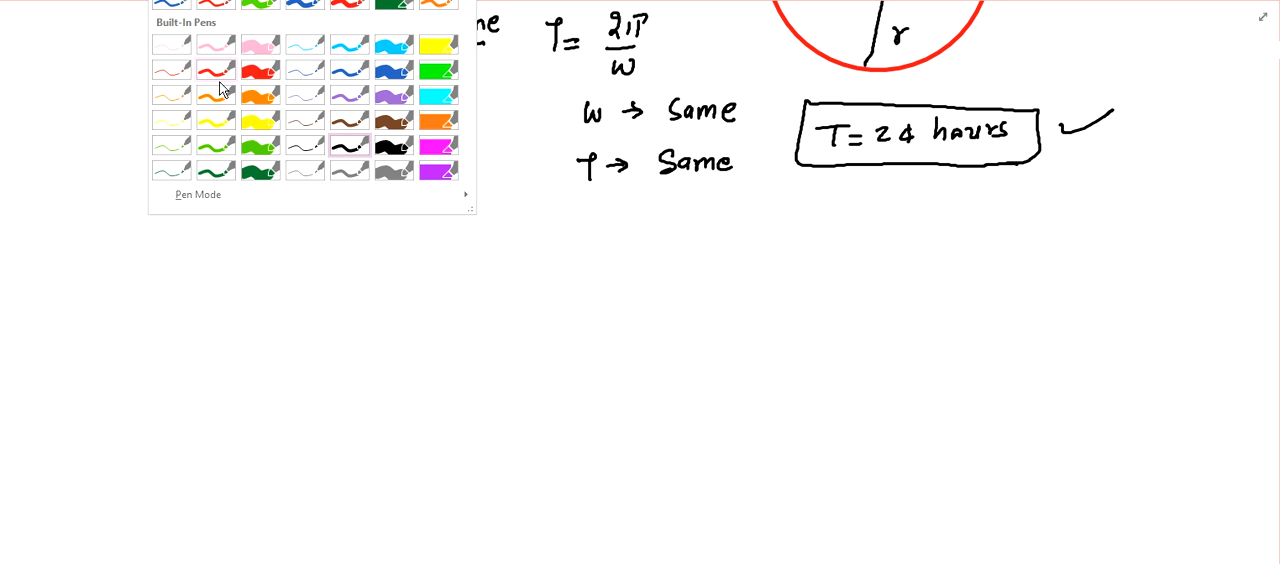 Built-In Pens
T = 2π / ω
ω → Same
T → Same
r
T = 24 hours ✓
Pen Mode